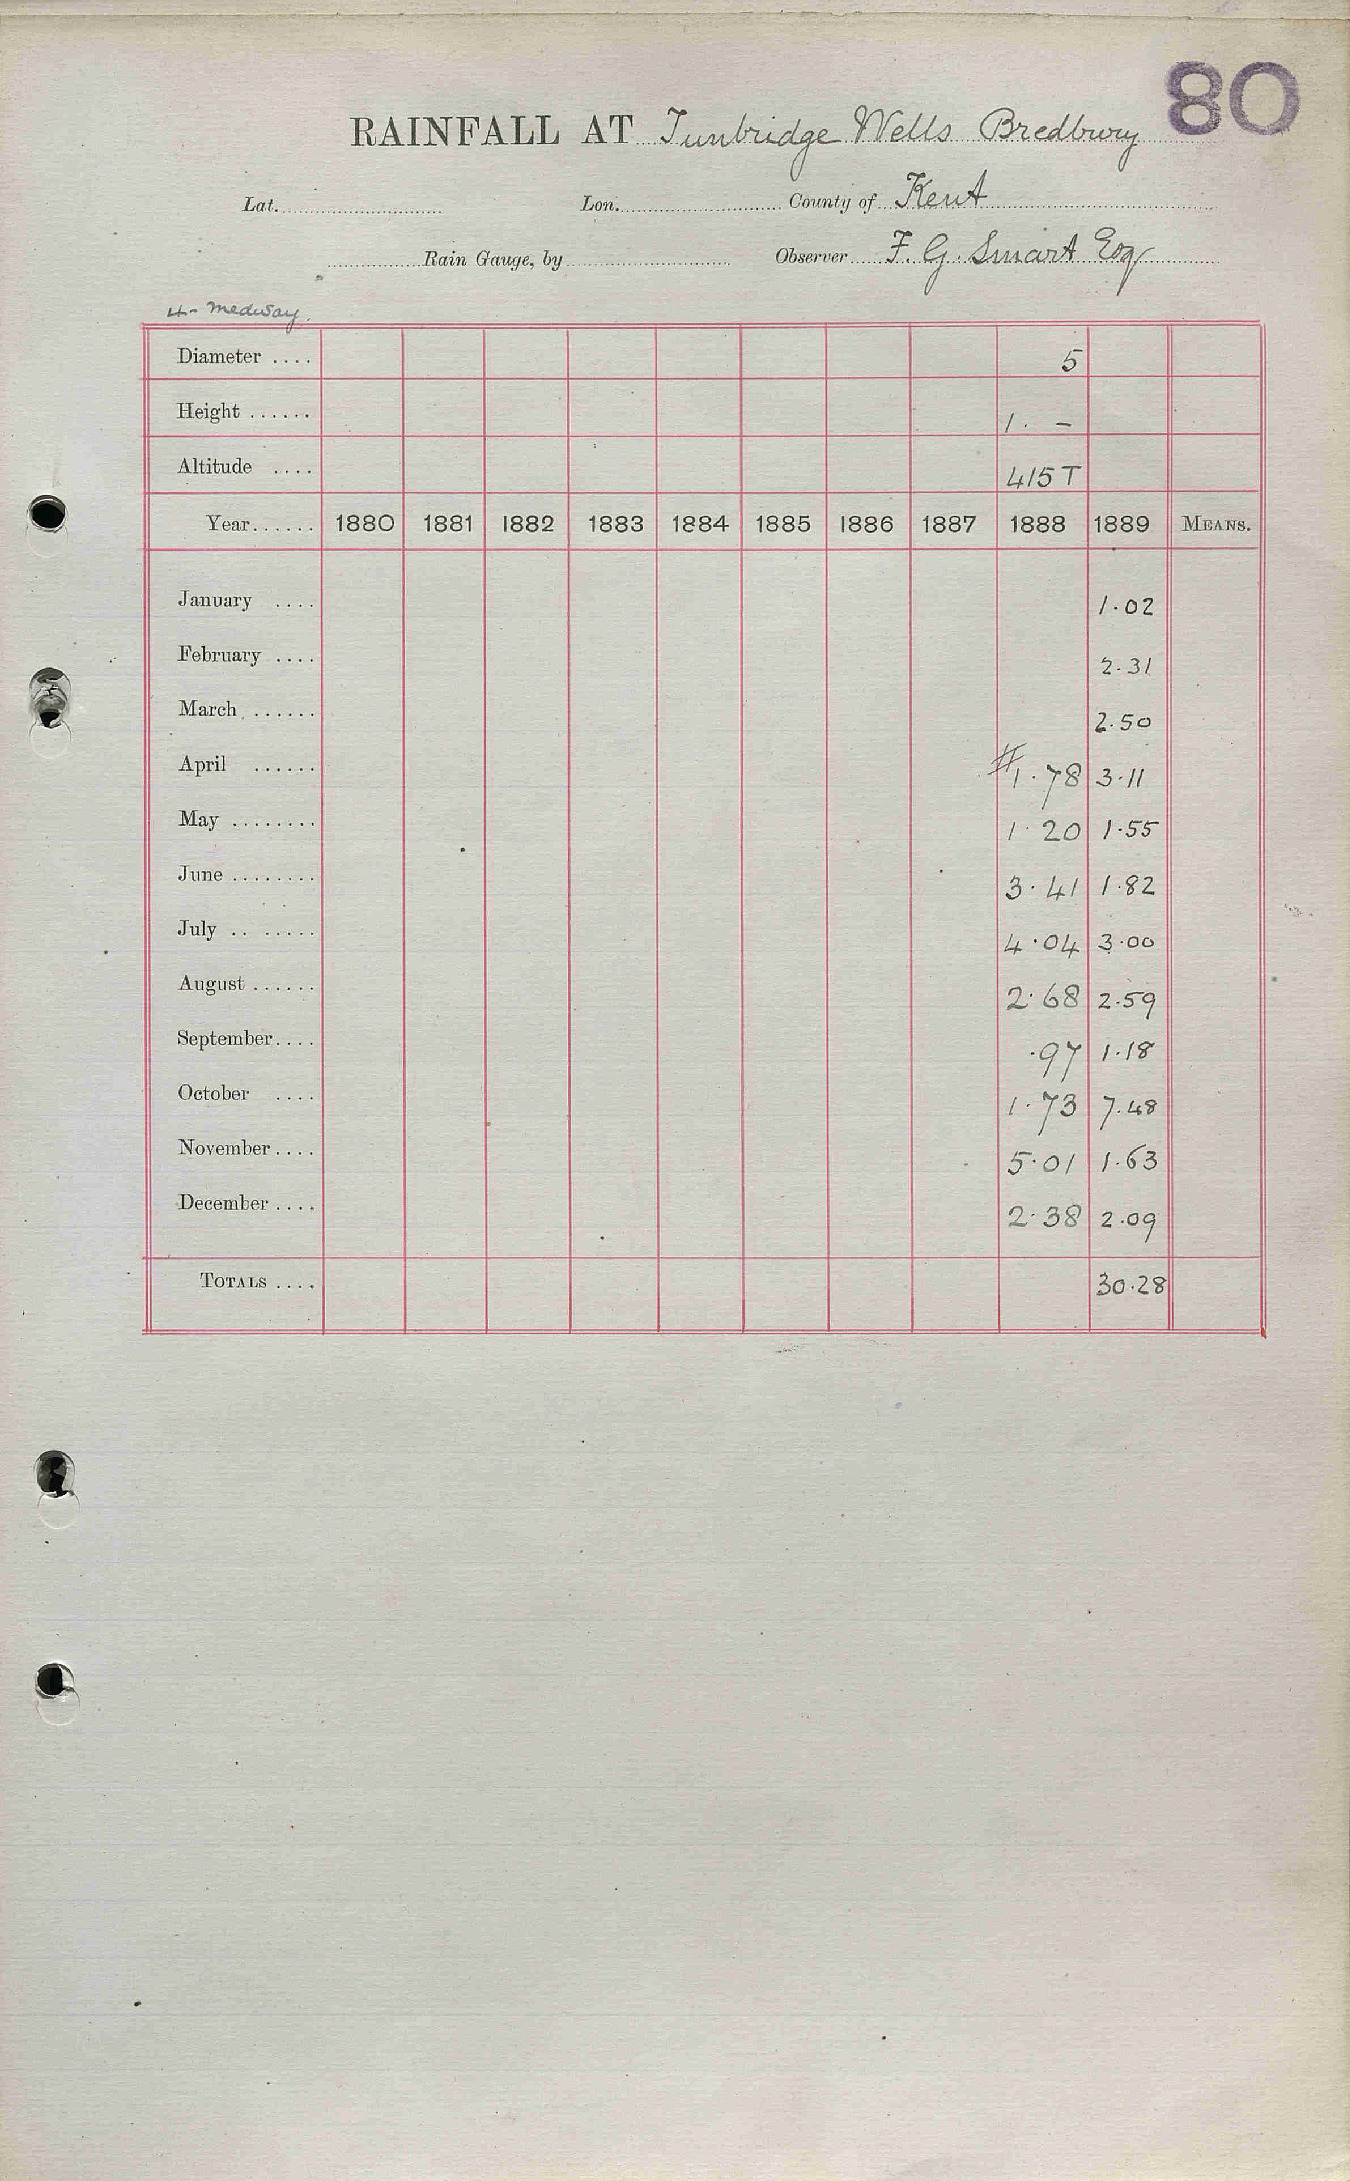 80
RAINFALL AT Tunbridge Wells Bredbury
Lat. Lon. County of Kent
Rain Gauge, by Observer F. G. Smart Esq
4 - Medway.
Diameter .... 5
Height ...... 1. –
Altitude .... 415 T
Year...... 1880 1881 1882 1883 1884 1885 1886 1887 1888 1889 MEANS.
January .... 1.02
February .... 2.31
March ...... 2.50
April ...... # 1.78 3.11
May ........ 1.20 1.55
June ........ 3.41 1.82
July .. ..... 4.04 3.00
August ...... 2.68 2.59
September.... .97 1.18
October .... 1.73 7.48
November .... 5.01 1.63
December .... 2.38 2.09
TOTALS .... 30.28